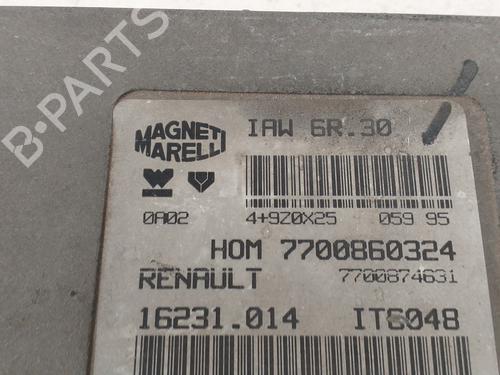 MAGNETI
MARELLI
IAW 6R.30
0A02
4+9Z0X25
059 95
HOM 7700860324
RENAULT
7700874631
16231.014
IT6048
B-PARTS